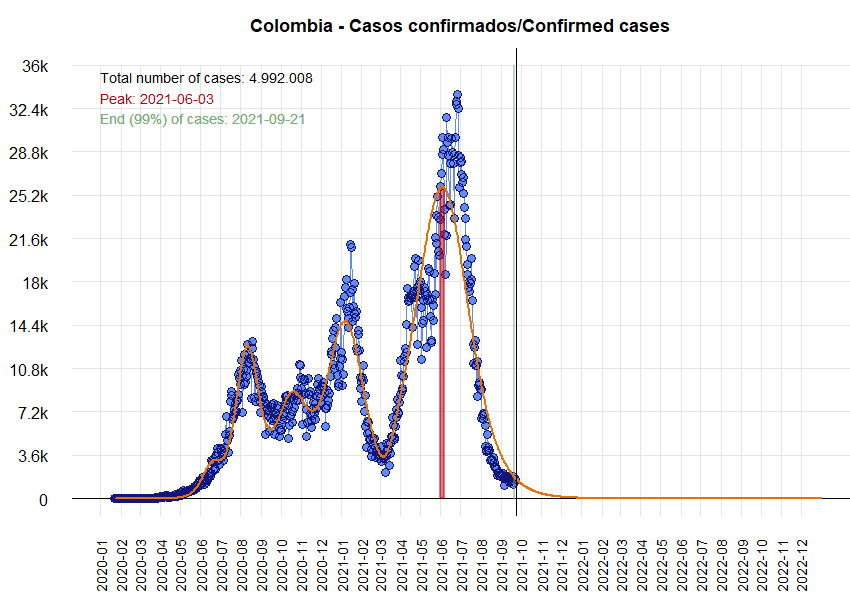 Colombia - Casos confirmados/Confirmed cases
36k
32.4k
28.8k
25.2k
21.6k
18k
14.4k
10.8k
7.2k
3.6k
0
Total number of cases: 4.992.008
Peak: 2021-06-03
End (99%) of cases: 2021-09-21
2020-01
2020-02
2020-03
2020-04
2020-05
2020-06
2020-07
2020-08
2020-09
2020-10
2020-11
2020-12
2021-01
2021-02
2021-03
2021-04
2021-05
2021-06
2021-07
2021-08
2021-09
2021-10
2021-11
2021-12
2022-01
2022-02
2022-03
2022-04
2022-05
2022-06
2022-07
2022-08
2022-09
2022-10
2022-11
2022-12